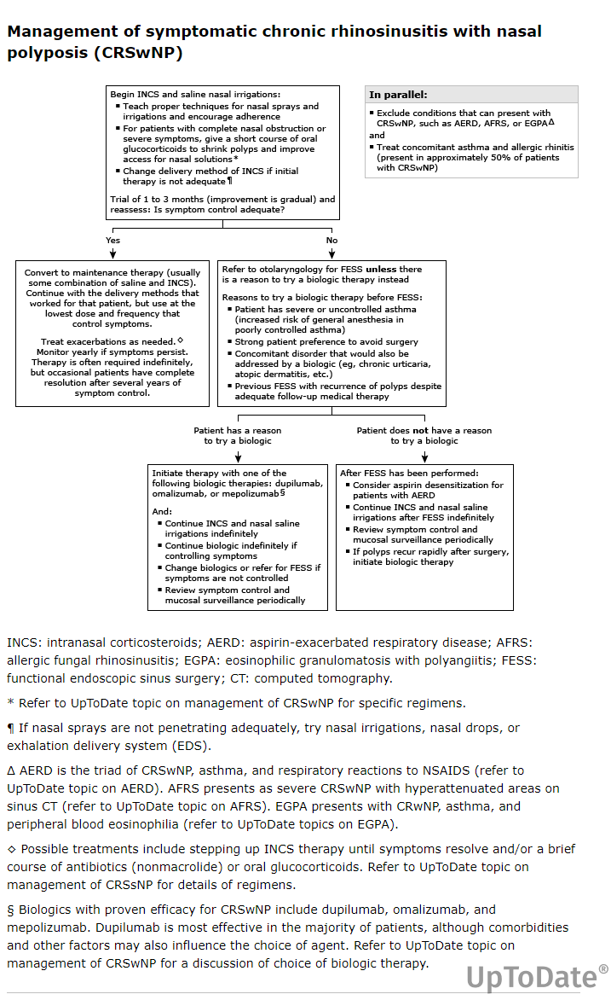 Management of symptomatic chronic rhinosinusitis with nasal
polyposis (CRSwNP)
Begin INCS and saline nasal irrigations:
▪ Teach proper techniques for nasal sprays and
irrigations and encourage adherence
▪ For patients with complete nasal obstruction or
severe symptoms, give a short course of oral
glucocorticoids to shrink polyps and improve
access for nasal solutions*
▪ Change delivery method of INCS if initial
therapy is not adequate¶
Trial of 1 to 3 months (improvement is gradual) and
reassess: Is symptom control adequate?
In parallel:
▪ Exclude conditions that can present with
CRSwNP, such as AERD, AFRS, or EGPAΔ
and
▪ Treat concomitant asthma and allergic rhinitis
(present in approximately 50% of patients
with CRSwNP)
Yes
No
Convert to maintenance therapy (usually
some combination of saline and INCS).
Continue with the delivery methods that
worked for that patient, but use at the
lowest dose and frequency that
control symptoms.
Treat exacerbations as needed.◇
Monitor yearly if symptoms persist.
Therapy is often required indefinitely,
but occasional patients have complete
resolution after several years of
symptom control.
Refer to otolaryngology for FESS unless there
is a reason to try a biologic therapy instead
Reasons to try a biologic therapy before FESS:
▪ Patient has severe or uncontrolled asthma
(increased risk of general anesthesia in
poorly controlled asthma)
▪ Strong patient preference to avoid surgery
▪ Concomitant disorder that would also be
addressed by a biologic (eg, chronic urticaria,
atopic dermatitis, etc.)
▪ Previous FESS with recurrence of polyps despite
adequate follow-up medical therapy
Patient has a reason
to try a biologic
Patient does not have a reason
to try a biologic
Initiate therapy with one of the
following biologic therapies: dupilumab,
omalizumab, or mepolizumab§
And:
▪ Continue INCS and nasal saline
irrigations indefinitely
▪ Continue biologic indefinitely if
controlling symptoms
▪ Change biologics or refer for FESS if
symptoms are not controlled
▪ Review symptom control and
mucosal surveillance periodically
After FESS has been performed:
▪ Consider aspirin desensitization for
patients with AERD
▪ Continue INCS and nasal saline
irrigations after FESS indefinitely
▪ Review symptom control and
mucosal surveillance periodically
▪ If polyps recur rapidly after surgery,
initiate biologic therapy
INCS: intranasal corticosteroids; AERD: aspirin-exacerbated respiratory disease; AFRS:
allergic fungal rhinosinusitis; EGPA: eosinophilic granulomatosis with polyangiitis; FESS:
functional endoscopic sinus surgery; CT: computed tomography.
* Refer to UpToDate topic on management of CRSwNP for specific regimens.
¶ If nasal sprays are not penetrating adequately, try nasal irrigations, nasal drops, or
exhalation delivery system (EDS).
Δ AERD is the triad of CRSwNP, asthma, and respiratory reactions to NSAIDS (refer to
UpToDate topic on AERD). AFRS presents as severe CRSwNP with hyperattenuated areas on
sinus CT (refer to UpToDate topic on AFRS). EGPA presents with CRwNP, asthma, and
peripheral blood eosinophilia (refer to UpToDate topics on EGPA).
◇ Possible treatments include stepping up INCS therapy until symptoms resolve and/or a brief
course of antibiotics (nonmacrolide) or oral glucocorticoids. Refer to UpToDate topic on
management of CRSsNP for details of regimens.
§ Biologics with proven efficacy for CRSwNP include dupilumab, omalizumab, and
mepolizumab. Dupilumab is most effective in the majority of patients, although comorbidities
and other factors may also influence the choice of agent. Refer to UpToDate topic on
management of CRSwNP for a discussion of choice of biologic therapy.
UpToDate®